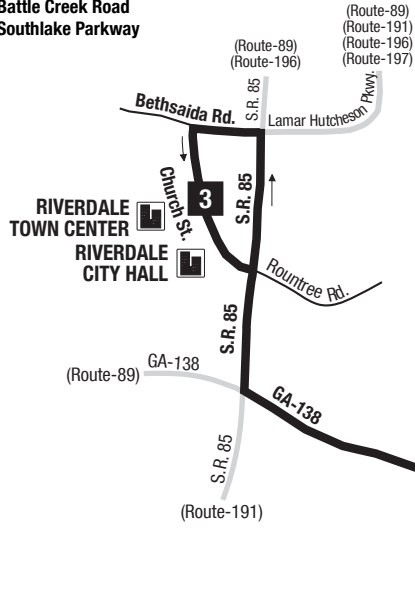 Battle Creek Road
Southlake Parkway
(Route-89)
(Route-191)
(Route-196)
(Route-197)
(Route-89)
(Route-196)
S.R. 85
Lamar Hutcheson Pkwy.
Bethsaida Rd.
Church St.
3
S.R. 85
RIVERDALE
TOWN CENTER
RIVERDALE
CITY HALL
Rountree Rd.
S.R. 85
GA-138
(Route-89)
GA-138
S.R. 85
(Route-191)